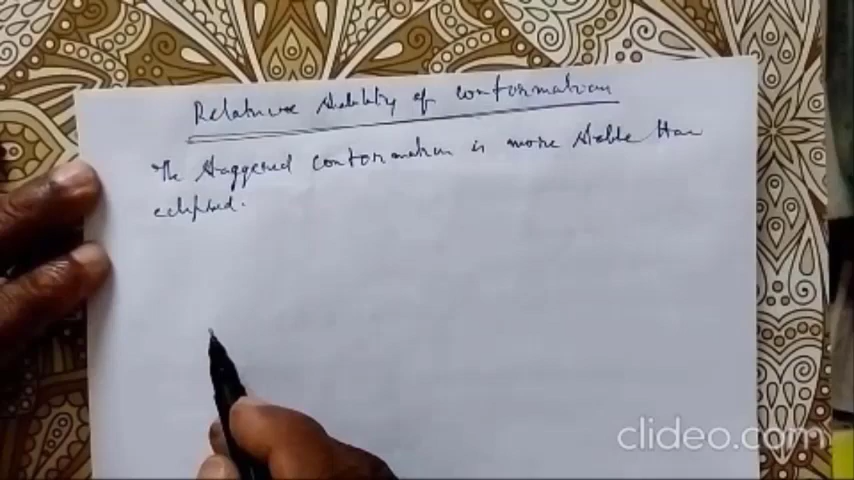 Relative stability of conformation
The staggered conformation is more stable than
eclipsed.
clideo.com